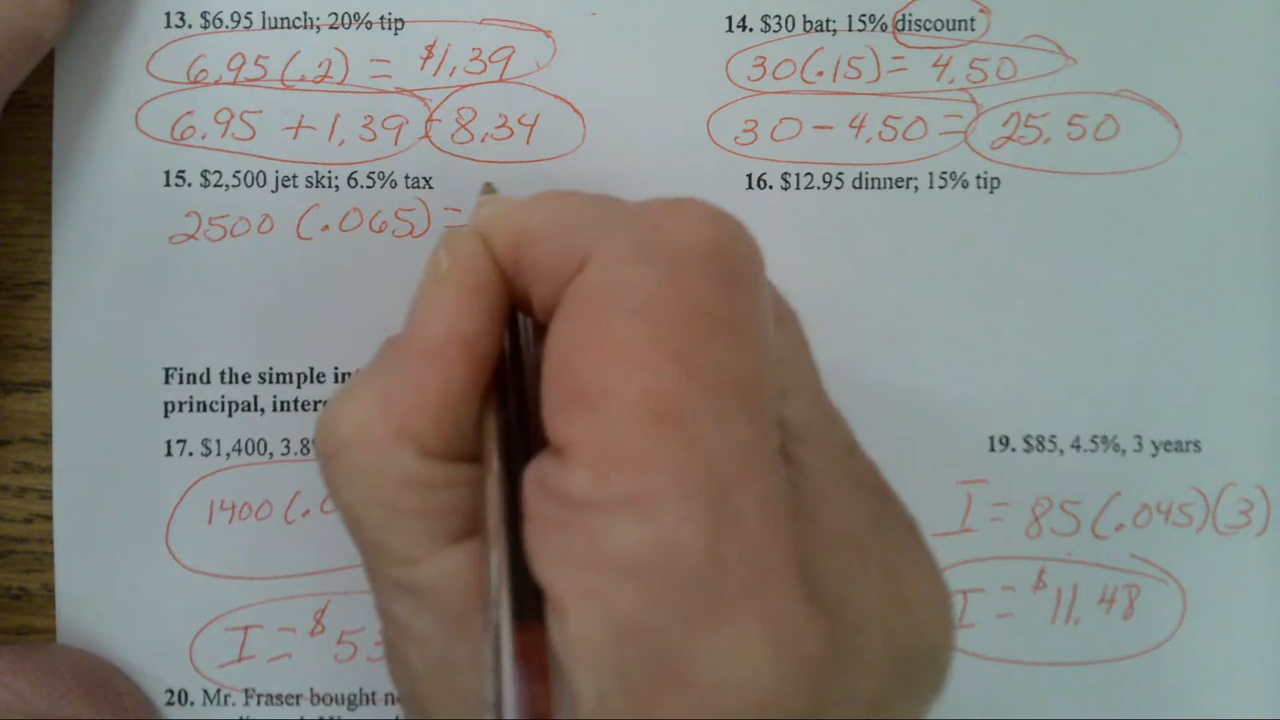 13. $6.95 lunch; 20% tip
6.95(.2) = $1.39
6.95 + 1.39 = 8.34
14. $30 bat; 15% discount
30(.15) = 4.50
30 - 4.50 = 25.50
15. $2,500 jet ski; 6.5% tax
2500 (.065) =
16. $12.95 dinner; 15% tip
Find the simple
principal,
17. $1,400, 3.8
1400(.0
I = $53
19. $85, 4.5%, 3 years
I = 85(.045)(3)
I = $11.48
20. Mr. Fraser bought